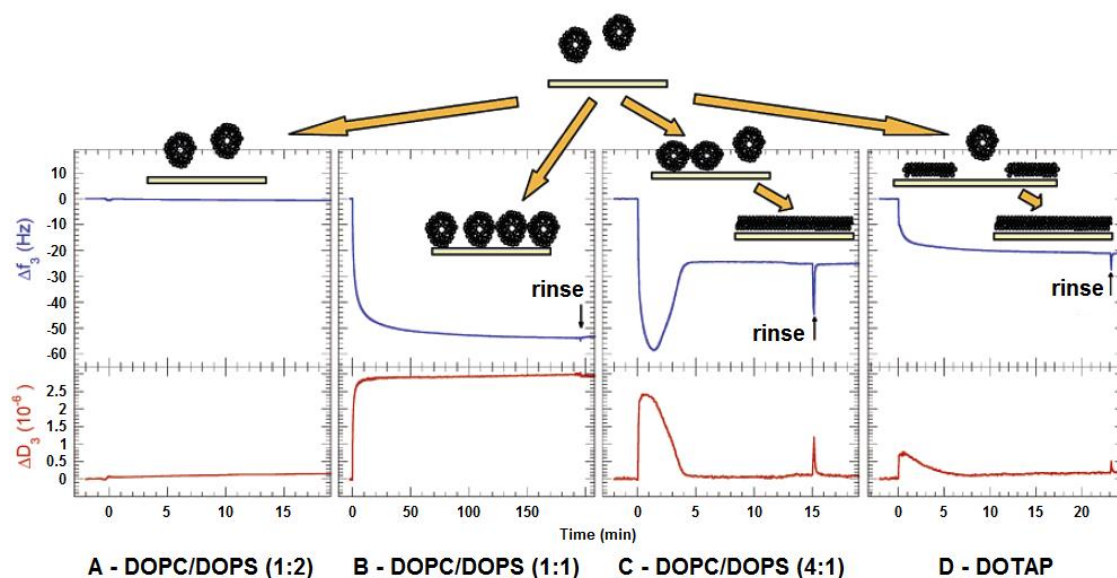 10
0
-10
-20
-30
-40
-50
-60
Δf₃ (Hz)
rinse
rinse
rinse
2.5
2
1.5
1
0.5
0
ΔD₃ (10⁻⁶)
0 5 10 15 0 50 100 150 0 5 10 15 0 5 10 15 20
Time (min)
A - DOPC/DOPS (1:2) B - DOPC/DOPS (1:1) C - DOPC/DOPS (4:1) D - DOTAP